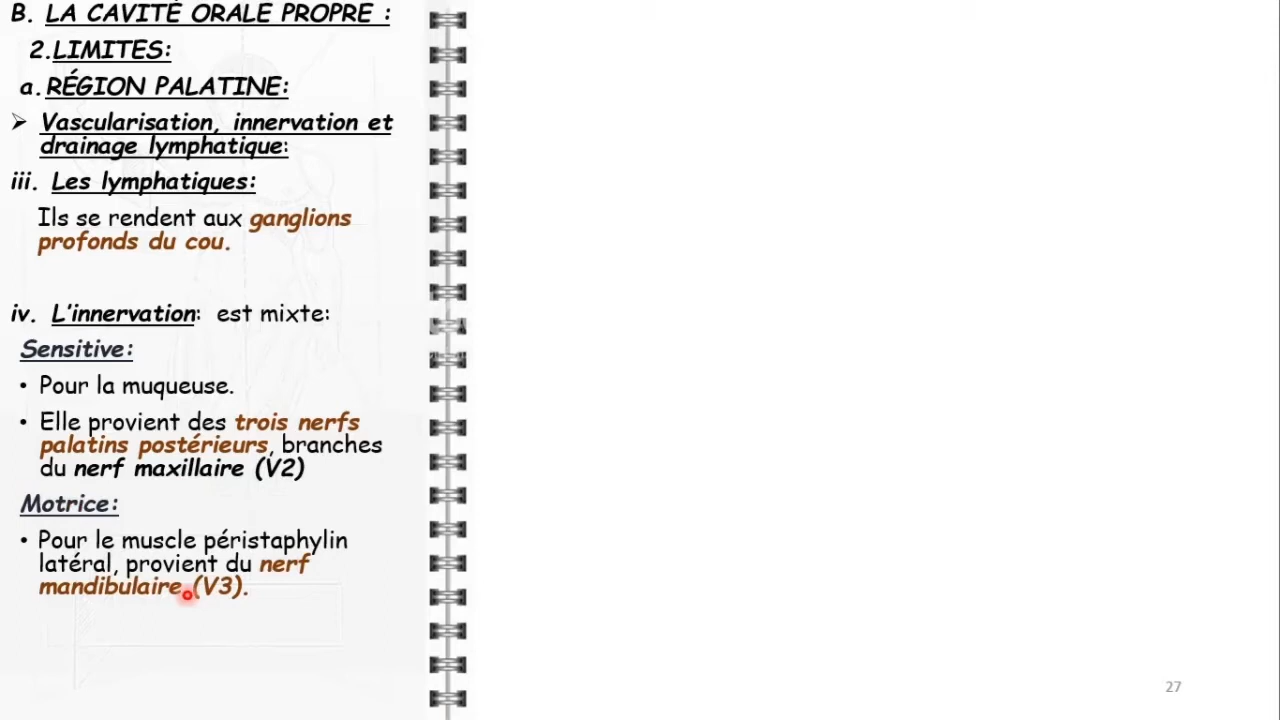 B. LA CAVITÉ ORALE PROPRE :
2.LIMITES:
a.RÉGION PALATINE:
➢ Vascularisation, innervation et
drainage lymphatique:
iii. Les lymphatiques:
Ils se rendent aux ganglions
profonds du cou.
iv. L'innervation: est mixte:
Sensitive:
• Pour la muqueuse.
• Elle provient des trois nerfs
palatins postérieurs, branches
du nerf maxillaire (V2)
Motrice:
• Pour le muscle péristaphylin
latéral, provient du nerf
mandibulaire (V3).
27